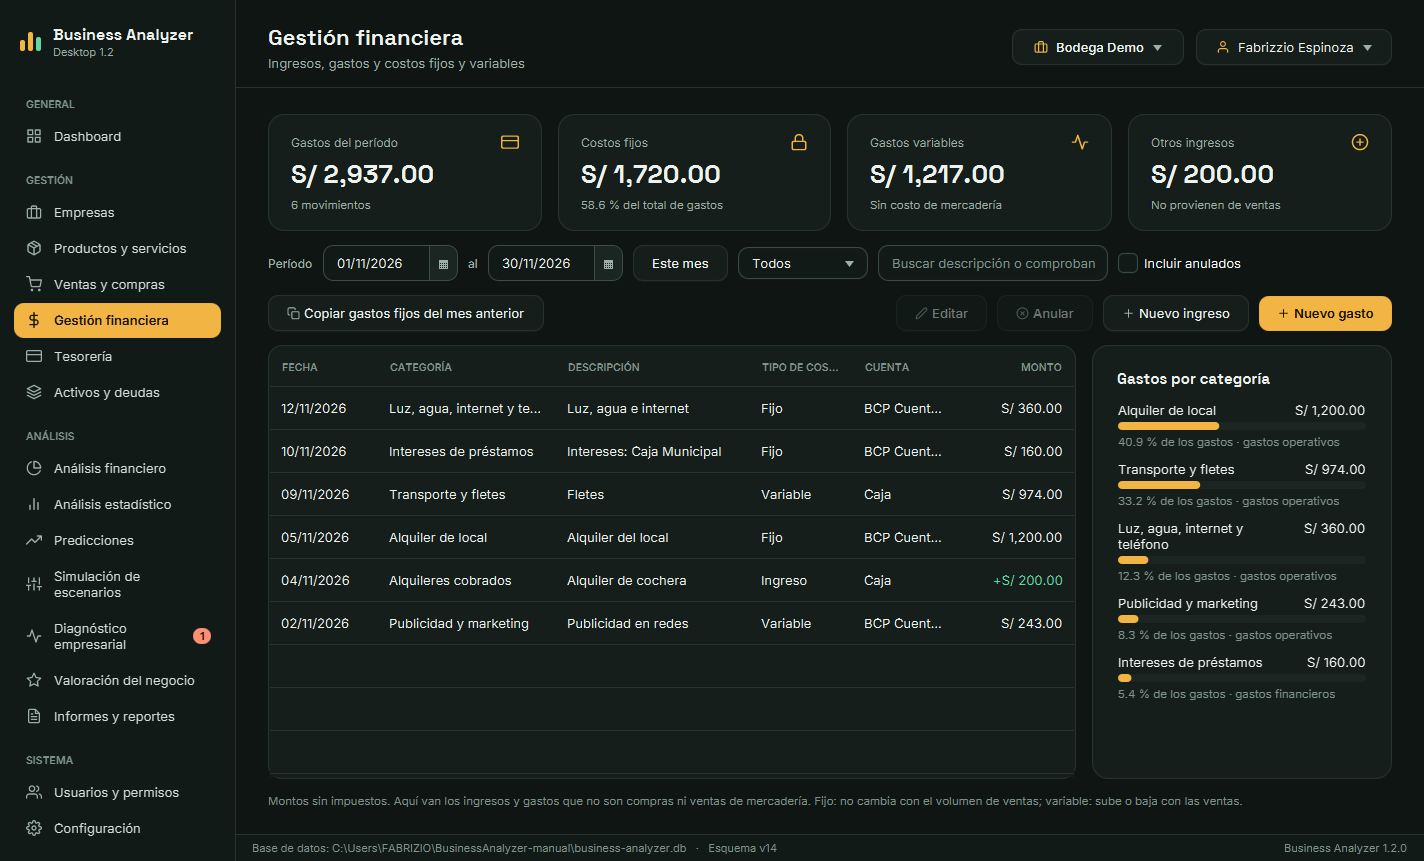 Business Analyzer
Desktop 1.2
GENERAL
Dashboard
GESTIÓN
Empresas
Productos y servicios
Ventas y compras
Gestión financiera
Tesorería
Activos y deudas
ANÁLISIS
Análisis financiero
Análisis estadístico
Predicciones
Simulación de
escenarios
Diagnóstico
empresarial
1
Valoración del negocio
Informes y reportes
SISTEMA
Usuarios y permisos
Configuración
Gestión financiera
Ingresos, gastos y costos fijos y variables
Bodega Demo
Fabrizzio Espinoza
Gastos del período
S/ 2,937.00
6 movimientos
Costos fijos
S/ 1,720.00
58.6 % del total de gastos
Gastos variables
S/ 1,217.00
Sin costo de mercadería
Otros ingresos
S/ 200.00
No provienen de ventas
Período 01/11/2026 al 30/11/2026 Este mes Todos Buscar descripción o comproban Incluir anulados
Copiar gastos fijos del mes anterior Editar Anular + Nuevo ingreso + Nuevo gasto
FECHA CATEGORÍA DESCRIPCIÓN TIPO DE COS... CUENTA MONTO
12/11/2026 Luz, agua, internet y te... Luz, agua e internet Fijo BCP Cuent... S/ 360.00
10/11/2026 Intereses de préstamos Intereses: Caja Municipal Fijo BCP Cuent... S/ 160.00
09/11/2026 Transporte y fletes Fletes Variable Caja S/ 974.00
05/11/2026 Alquiler de local Alquiler del local Fijo BCP Cuent... S/ 1,200.00
04/11/2026 Alquileres cobrados Alquiler de cochera Ingreso Caja +S/ 200.00
02/11/2026 Publicidad y marketing Publicidad en redes Variable BCP Cuent... S/ 243.00
Gastos por categoría
Alquiler de local S/ 1,200.00
40.9 % de los gastos · gastos operativos
Transporte y fletes S/ 974.00
33.2 % de los gastos · gastos operativos
Luz, agua, internet y S/ 360.00
teléfono
12.3 % de los gastos · gastos operativos
Publicidad y marketing S/ 243.00
8.3 % de los gastos · gastos operativos
Intereses de préstamos S/ 160.00
5.4 % de los gastos · gastos financieros
Montos sin impuestos. Aquí van los ingresos y gastos que no son compras ni ventas de mercadería. Fijo: no cambia con el volumen de ventas; variable: sube o baja con las ventas.
Base de datos: C:\Users\FABRIZIO\BusinessAnalyzer-manual\business-analyzer.db · Esquema v14
Business Analyzer 1.2.0